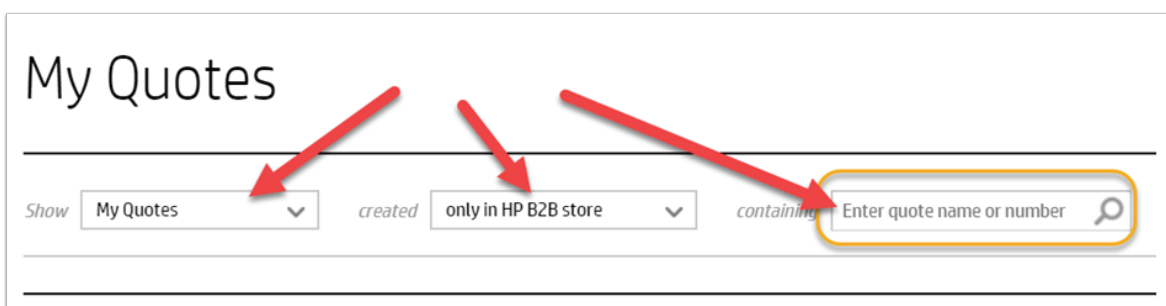 My Quotes
Show My Quotes created only in HP B2B store containing Enter quote name or number